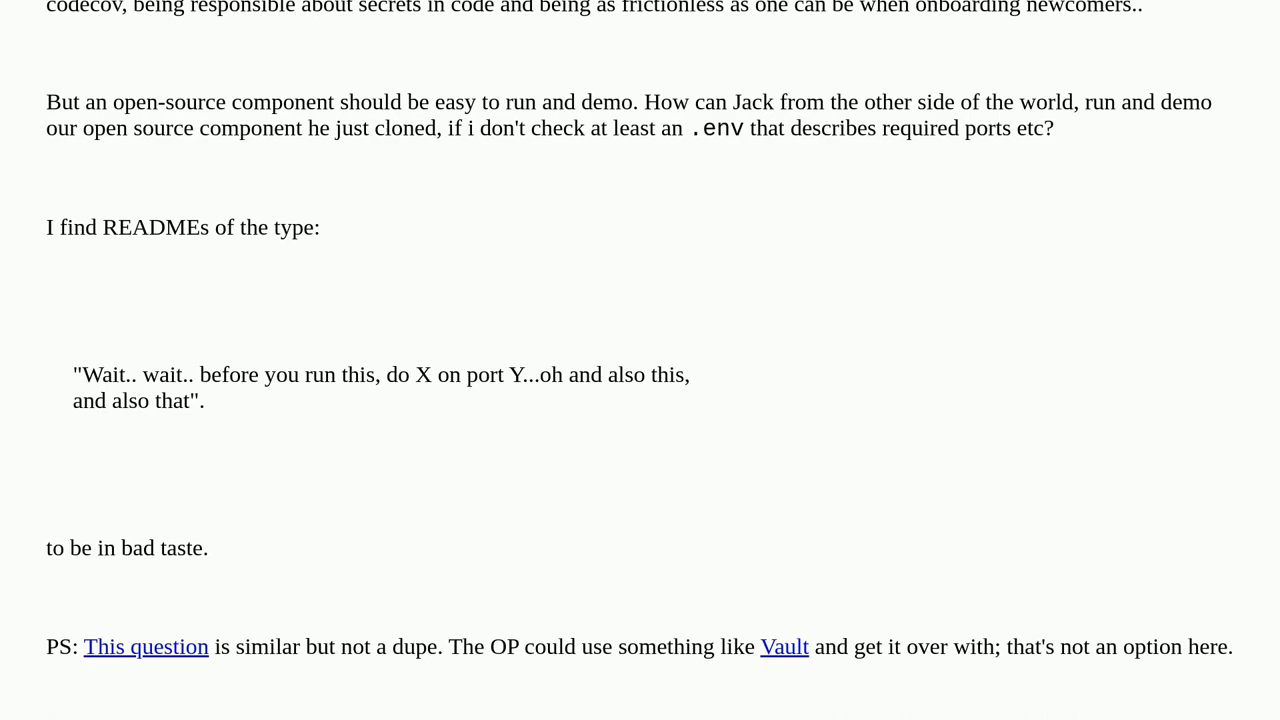 codecov, being responsible about secrets in code and being as frictionless as one can be when onboarding newcomers..
But an open-source component should be easy to run and demo. How can Jack from the other side of the world, run and demo
our open source component he just cloned, if i don't check at least an .env that describes required ports etc?
I find READMEs of the type:
"Wait.. wait.. before you run this, do X on port Y...oh and also this,
and also that".
to be in bad taste.
PS: This question is similar but not a dupe. The OP could use something like Vault and get it over with; that's not an option here.